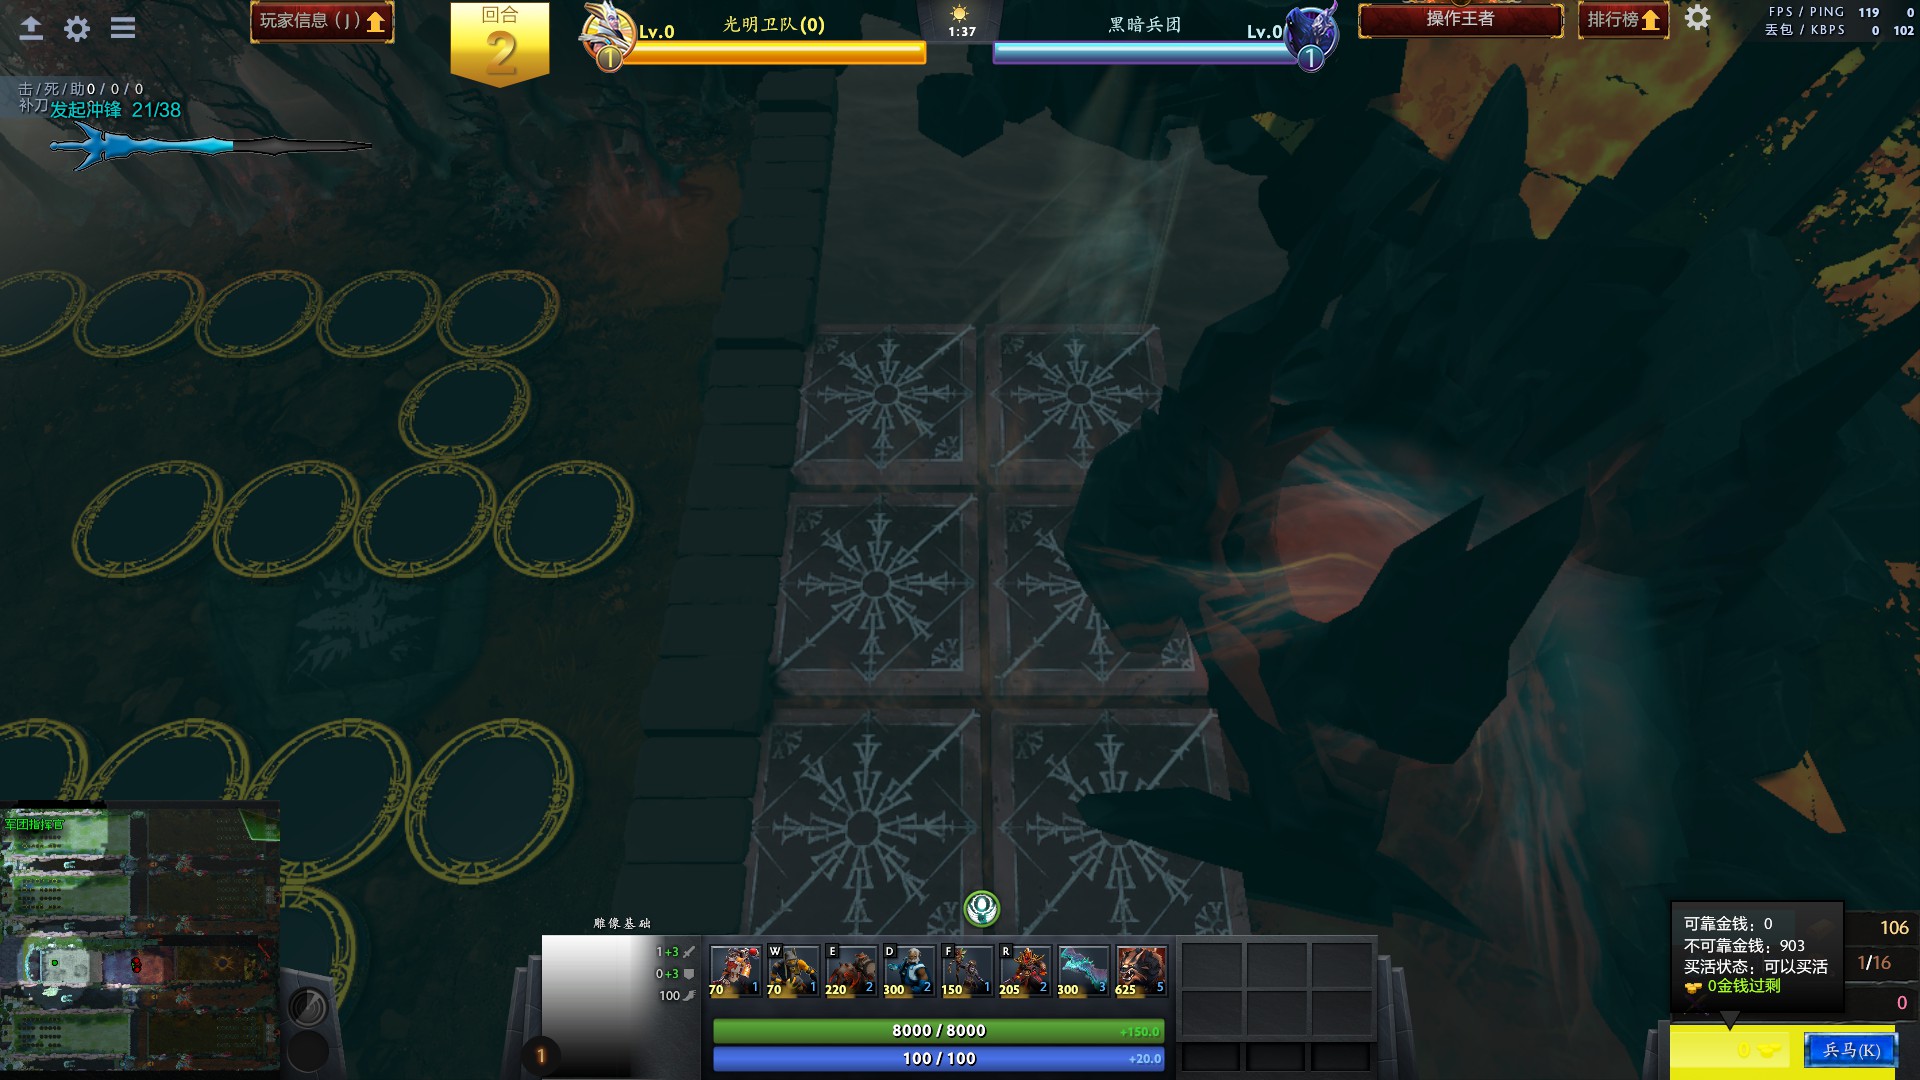 玩家信息 ( J )
回合
2
Lv.0
光明卫队(0)
1
1:37
黑暗兵团
Lv.0
1
操作王者
排行榜
FPS / PING 119 0
丢包 / KBPS 0 102
击 / 死 / 助0 / 0 / 0
补刀
发起冲锋 21/38
军团指挥官
雕像基础
1+3
0+3
100
1
70 1
W 70 1
E 220 2
D 300 2
F 150 1
R 205 2
300 3
625 5
8000 / 8000 +150.0
100 / 100 +20.0
可靠金钱：0
不可靠金钱：903
买活状态：可以买活
0金钱过剩
106
1/16
0
0
兵马(K)